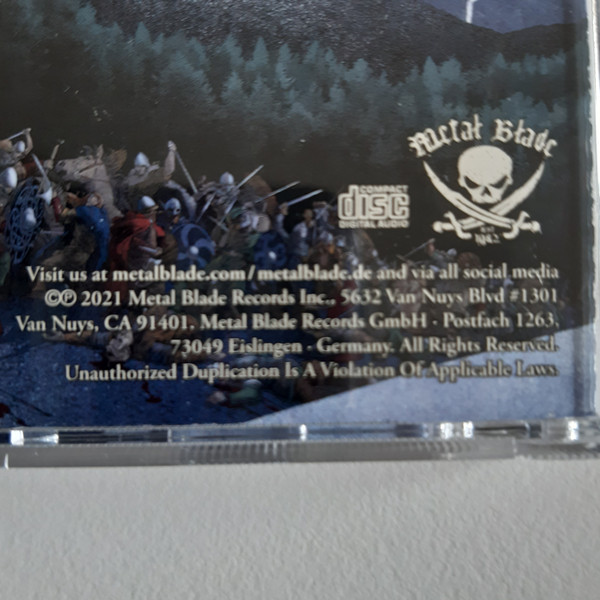 Metal Blade
EST
1982
COMPACT
disc
DIGITAL AUDIO
Visit us at metalblade.com/metalblade.de and via all social media
©℗ 2021 Metal Blade Records Inc., 5632 Van Nuys Blvd #1301
Van Nuys, CA 91401. Metal Blade Records GmbH · Postfach 1263,
73049 Eislingen · Germany. All Rights Reserved.
Unauthorized Duplication Is A Violation Of Applicable Laws.